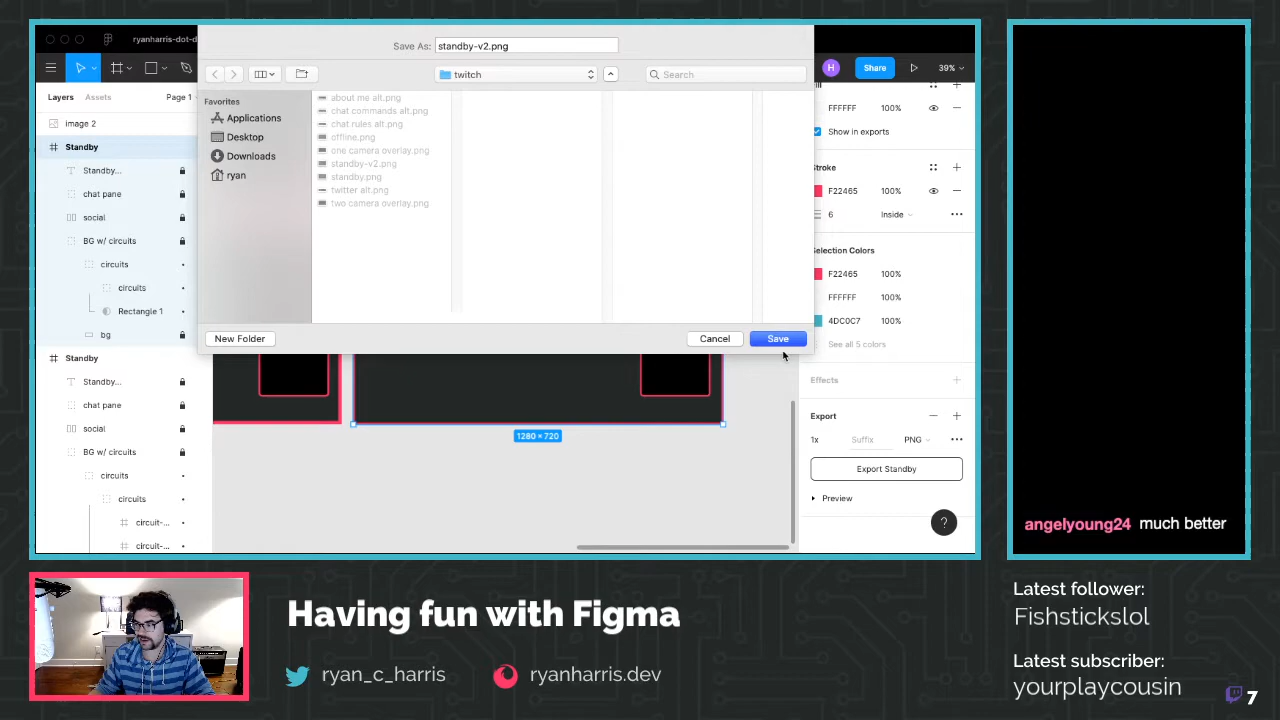 ryanharris-dot-d
Save As: standby-v2.png
H
Share
39%
twitch
Search
Layers
Assets
Page 1
image 2
Standby
Standby...
chat pane
social
BG w/ circuits
circuits
circuits
Rectangle 1
bg
Standby
Standby...
chat pane
social
BG w/ circuits
circuits
circuits
circuit-...
circuit-...
Favorites
Applications
Desktop
Downloads
ryan
about me alt.png
chat commands alt.png
chat rules alt.png
offline.png
one camera overlay.png
standby-v2.png
standby.png
twitter alt.png
two camera overlay.png
New Folder
Cancel
Save
1280 × 720
FFFFFF 100%
Show in exports
Stroke
F22465 100%
6 Inside
Selection Colors
F22465 100%
FFFFFF 100%
4DC0C7 100%
See all 5 colors
Effects
Export
1x Suffix PNG
Export Standby
Preview
?
angelyoung24 much better
Having fun with Figma
ryan_c_harris
ryanharris.dev
Latest follower:
Fishstickslol
Latest subscriber:
yourplaycousin
7